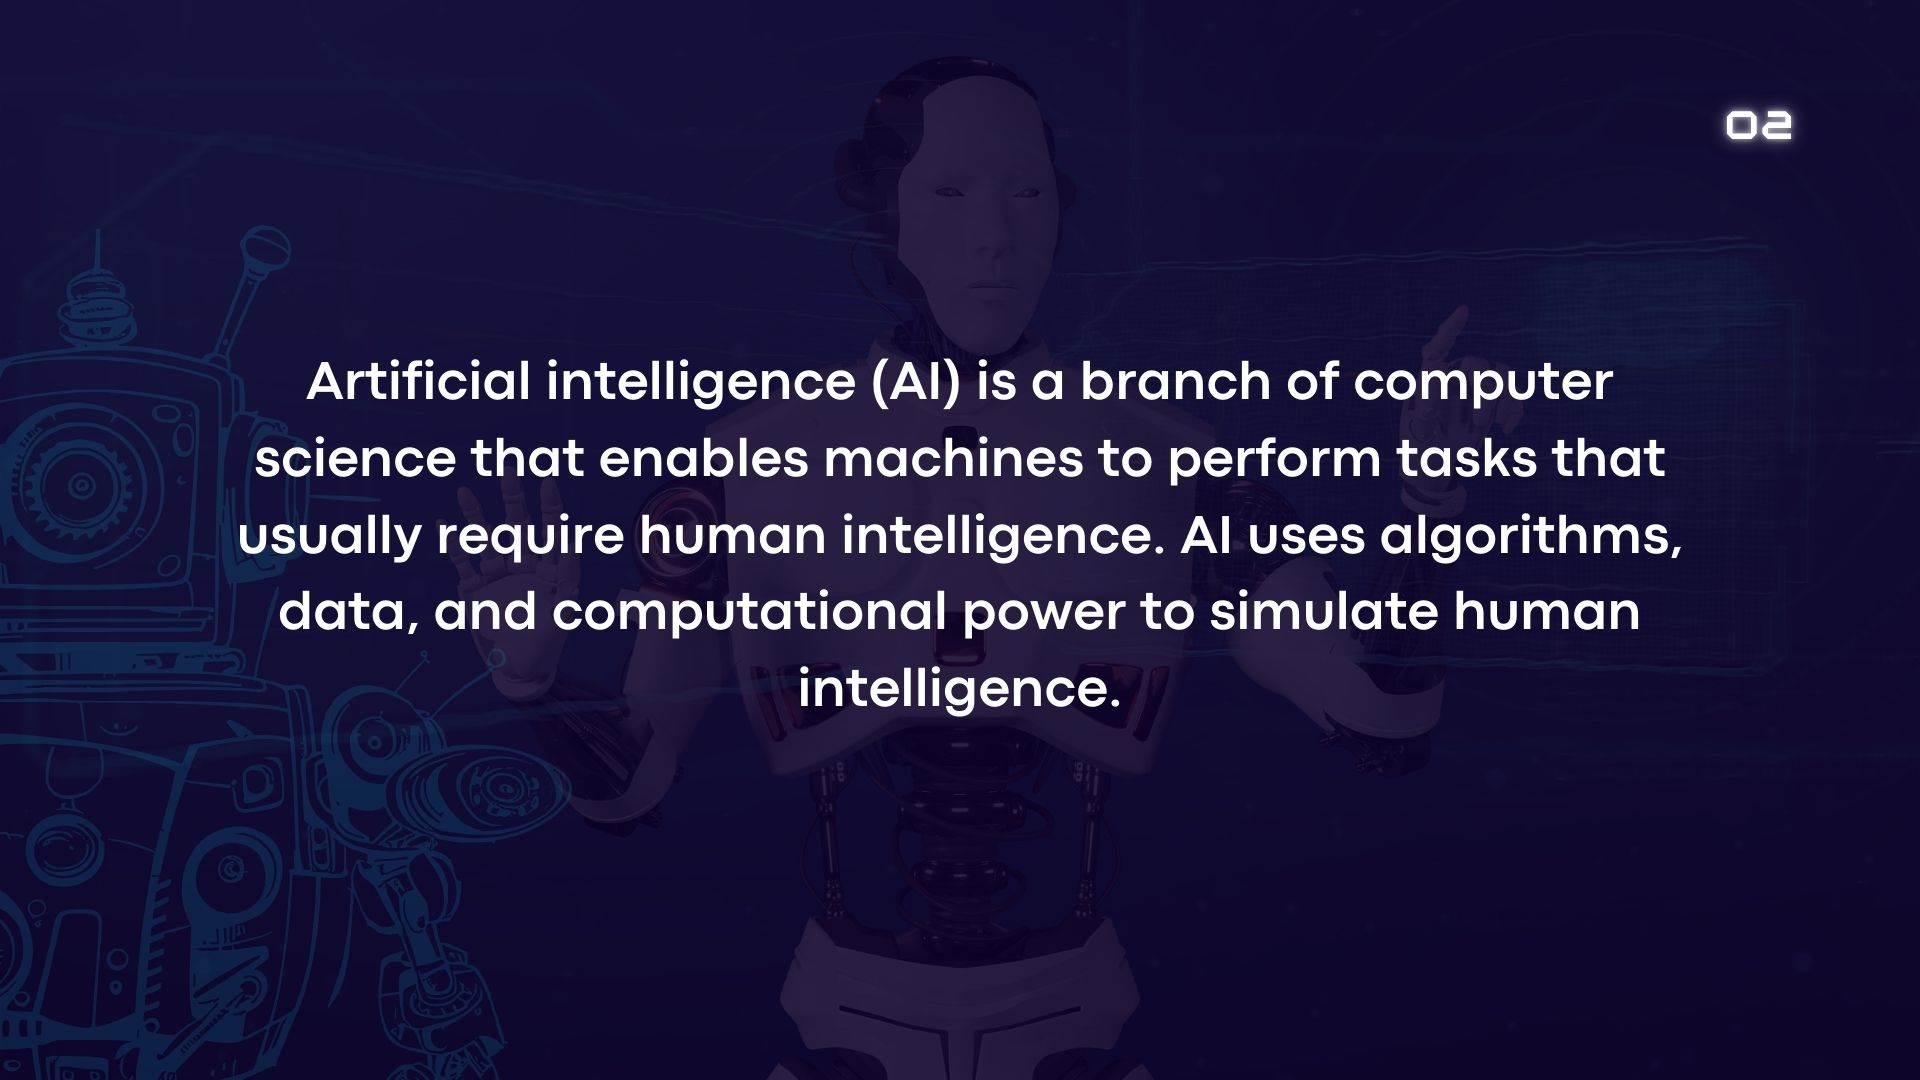 02
Artificial intelligence (AI) is a branch of computer
science that enables machines to perform tasks that
usually require human intelligence. AI uses algorithms,
data, and computational power to simulate human
intelligence.